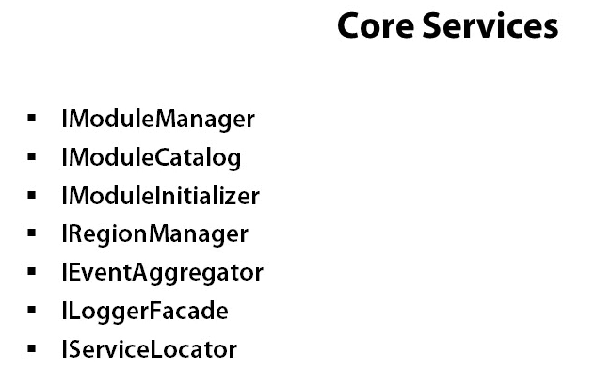 Core Services
▪ IModuleManager
▪ IModuleCatalog
▪ IModuleInitializer
▪ IRegionManager
▪ IEventAggregator
▪ ILoggerFacade
▪ IServiceLocator